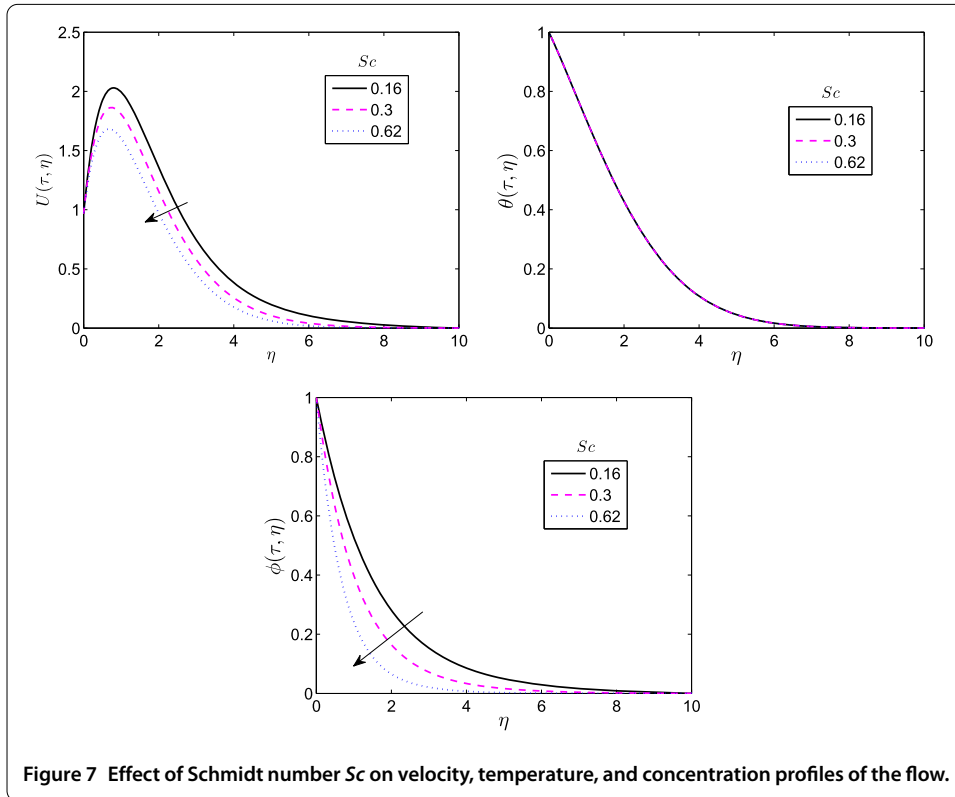 2.5
2
1.5
1
0.5
0
0 2 4 6 8 10
U(τ, η)
η
Sc
0.16
0.3
0.62
1
0.8
0.6
0.4
0.2
0
0 2 4 6 8 10
θ(τ, η)
η
Sc
0.16
0.3
0.62
1
0.8
0.6
0.4
0.2
0
0 2 4 6 8 10
ϕ(τ, η)
η
Sc
0.16
0.3
0.62
Figure 7 Effect of Schmidt number Sc on velocity, temperature, and concentration profiles of the flow.